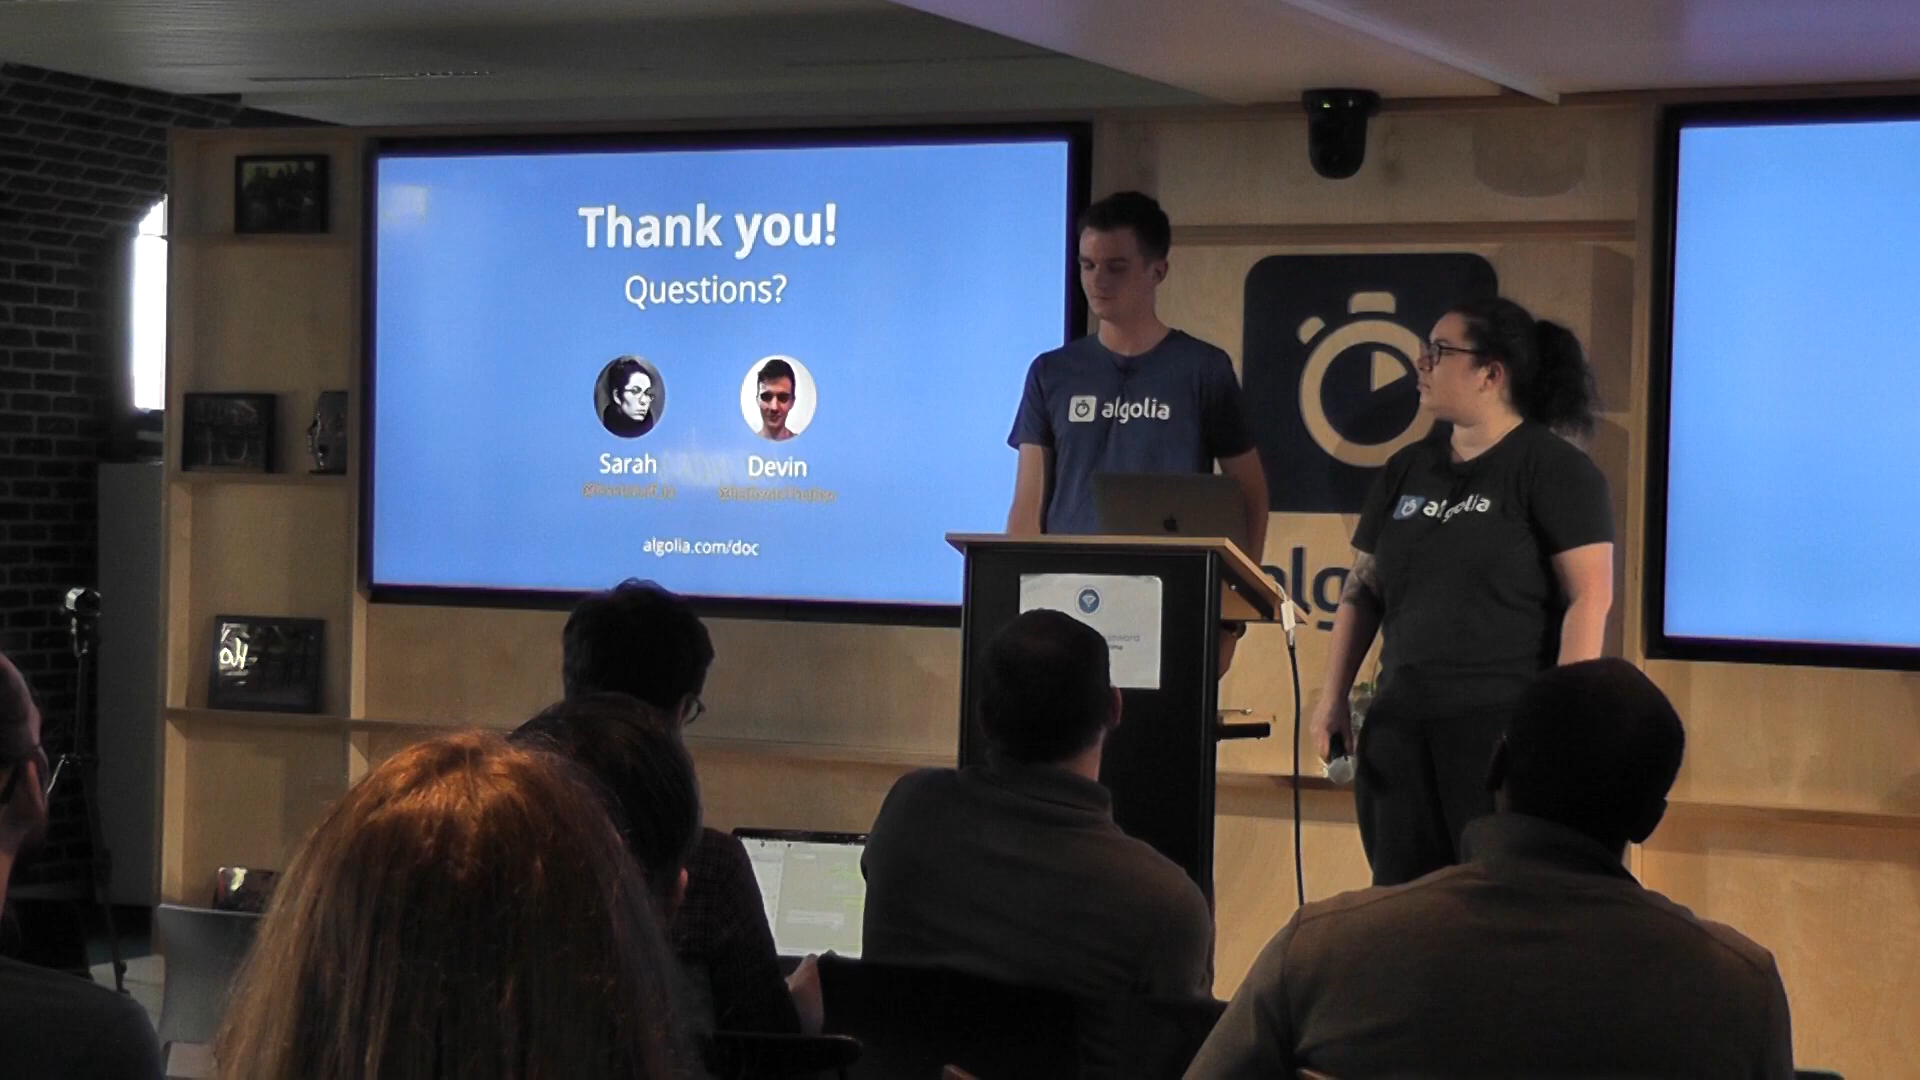 Thank you!
Questions?
Sarah
Devin
algolia.com/doc
algolia
algolia